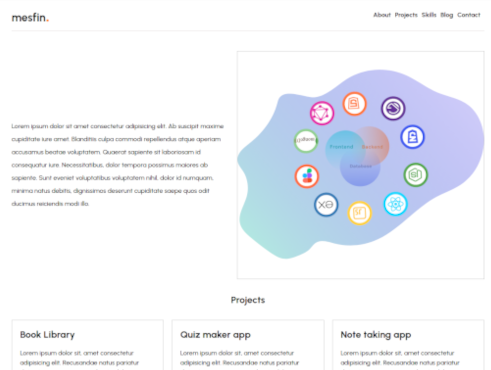 mesfin.
About Projects Skills Blog Contact
Lorem ipsum dolor sit amet consectetur adipisicing elit. Ab suscipit maxime
cupiditate iure amet. Blanditiis culpa commodi repellendus atque aperiam
accusamus beatae voluptatem. Quaerat sapiente at laboriosam id
consequatur iure. Necessitatibus, dolor tempora possimus maiores ab
sapiente. Sunt eveniet voluptatibus voluptatem nihil, dolor id numquam,
minima natus debitis, dignissimos deserunt cupiditate saepe quos odit
ducimus reiciendis modi illo.
Frontend
Projects
Book Library
Lorem ipsum dolor sit, amet consectetur
adipisicing elit. Recusandae natus pariatur
Quiz maker app
Lorem ipsum dolor sit, amet consectetur
adipisicing elit. Recusandae natus pariatur
Note taking app
Lorem ipsum dolor sit, amet consectetur
adipisicing elit. Recusandae natus pariatur